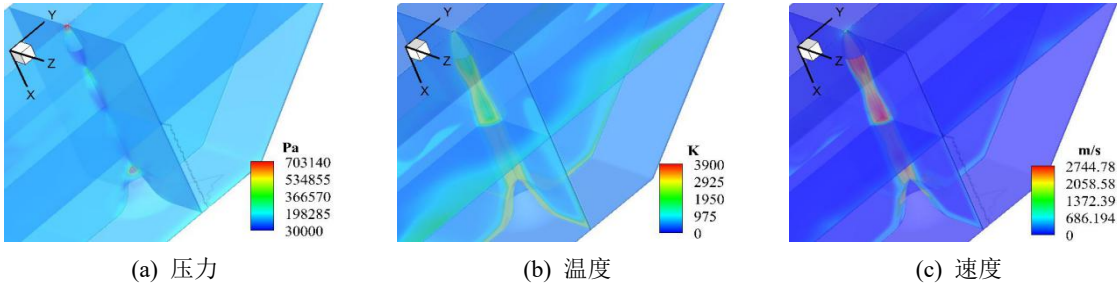 Y
Z
X
Pa
703140
534855
366570
198285
30000
(a) 压力
Y
Z
X
K
3900
2925
1950
975
0
(b) 温度
Y
Z
X
m/s
2744.78
2058.58
1372.39
686.194
0
(c) 速度